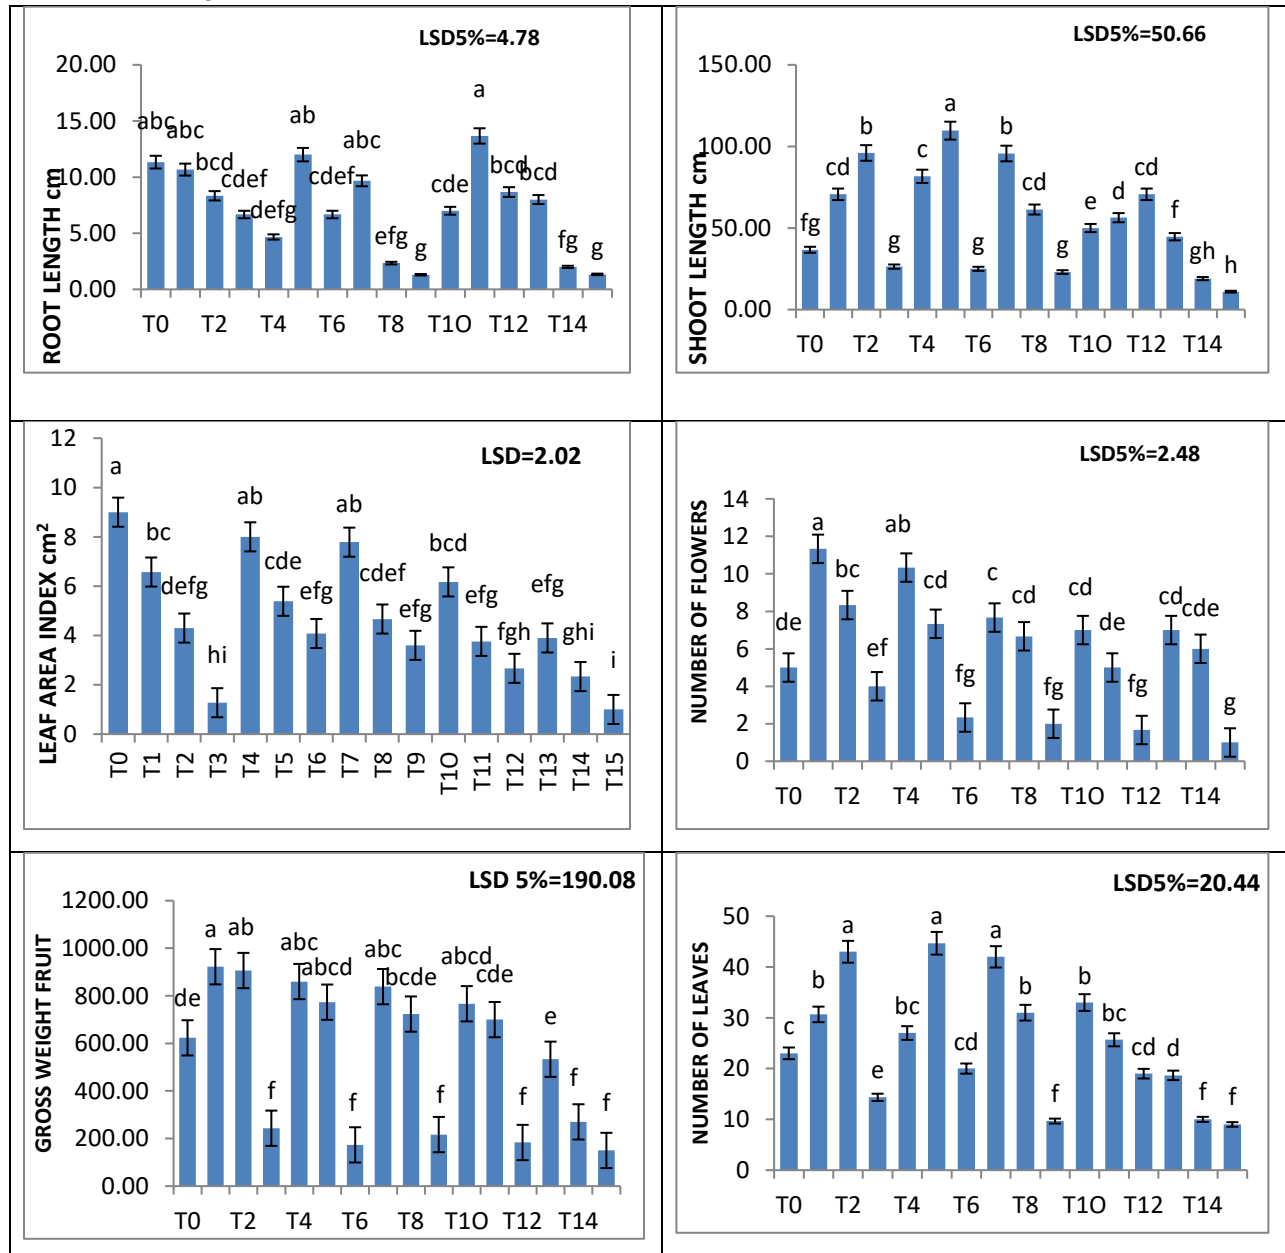 LSD5%=4.78
20.00
15.00
10.00
5.00
0.00
ROOT LENGTH cm
abc abc bcd cdef defg ab cdef abc efg g cde a bcd bcd fg g
T0 T2 T4 T6 T8 T1O T12 T14
LSD5%=50.66
150.00
100.00
50.00
0.00
SHOOT LENGTH cm
fg cd b g c a g b cd g e d cd f gh h
T0 T2 T4 T6 T8 T1O T12 T14
LSD=2.02
12
10
8
6
4
2
0
LEAF AREA INDEX cm²
a bc defg hi ab cde efg ab cdef efg bcd efg fgh efg ghi i
T0 T1 T2 T3 T4 T5 T6 T7 T8 T9 T1O T11 T12 T13 T14 T15
LSD5%=2.48
14
12
10
8
6
4
2
0
NUMBER OF FLOWERS
de a bc ef ab cd fg c cd fg cd de fg cd cde g
T0 T2 T4 T6 T8 T1O T12 T14
LSD 5%=190.08
1200.00
1000.00
800.00
600.00
400.00
200.00
0.00
GROSS WEIGHT FRUIT
de a ab f abc abcd f abc bcde f abcd cde f e f f
T0 T2 T4 T6 T8 T1O T12 T14
LSD5%=20.44
50
40
30
20
10
0
NUMBER OF LEAVES
c b a e bc a cd a b f b bc cd d f f
T0 T2 T4 T6 T8 T1O T12 T14